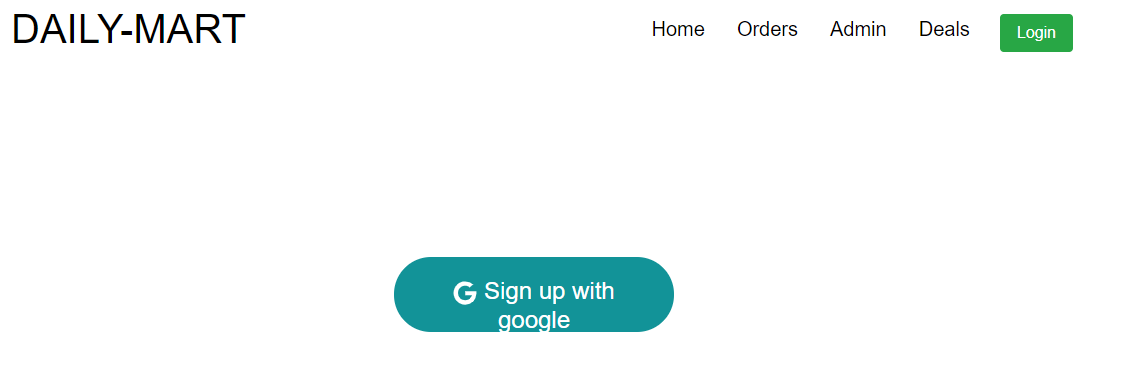 DAILY-MART
Home Orders Admin Deals Login
Sign up with
google